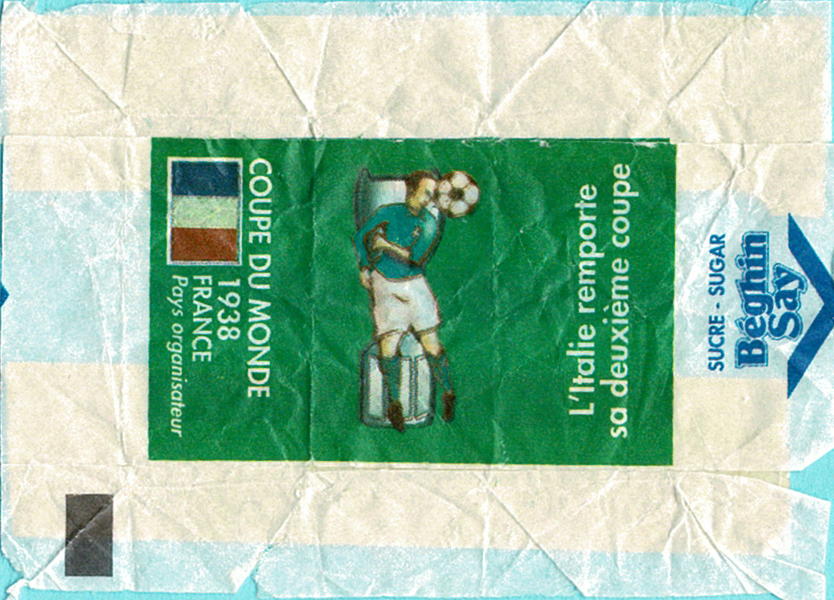 COUPE DU MONDE
1938
FRANCE
Pays organisateur
L'Italie remporte
sa deuxième coupe
SUCRE - SUGAR
Béghin
Say